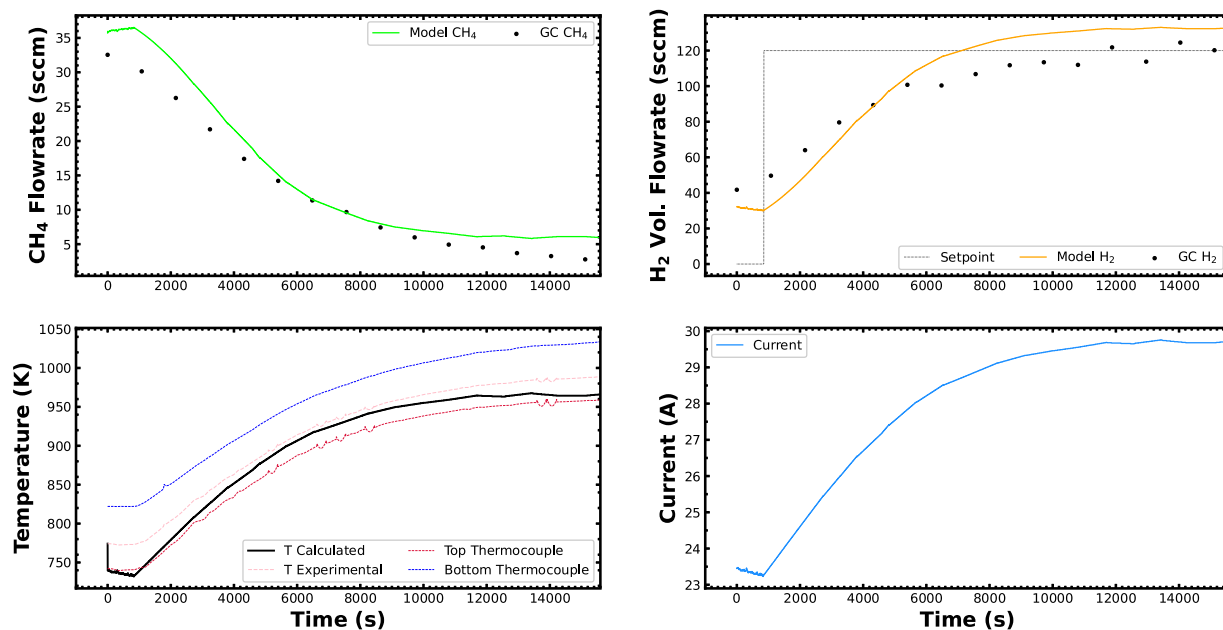 CH₄ Flowrate (sccm)
35
30
25
20
15
10
5
Model CH₄
GC CH₄
0 2000 4000 6000 8000 10000 12000 14000
H₂ Vol. Flowrate (sccm)
120
100
80
60
40
20
0
Setpoint
Model H₂
GC H₂
0 2000 4000 6000 8000 10000 12000 14000
Temperature (K)
1050
1000
950
900
850
800
750
T Calculated
T Experimental
Top Thermocouple
Bottom Thermocouple
0 2000 4000 6000 8000 10000 12000 14000
Time (s)
Current (A)
30
29
28
27
26
25
24
23
Current
0 2000 4000 6000 8000 10000 12000 14000
Time (s)